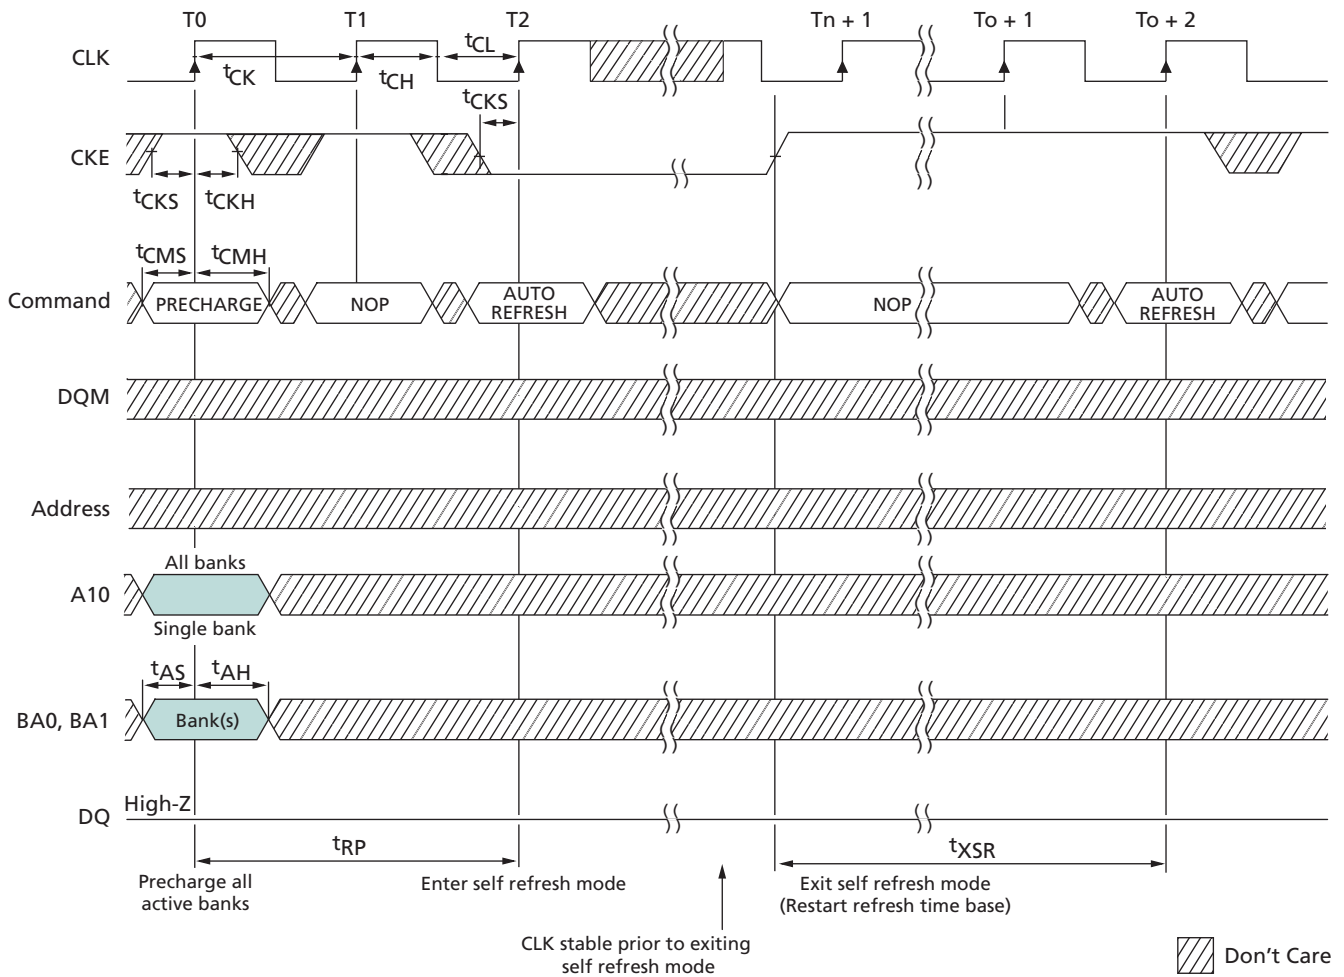 T0 T1 T2 Tn + 1 To + 1 To + 2
CLK
tCK tCH tCL
tCKS
CKE
tCKS tCKH
tCMS tCMH
Command PRECHARGE NOP AUTO REFRESH NOP AUTO REFRESH
DQM
Address
All banks
A10
Single bank
tAS tAH
BA0, BA1 Bank(s)
High-Z
DQ
tRP tXSR
Precharge all
active banks
Enter self refresh mode
Exit self refresh mode
(Restart refresh time base)
CLK stable prior to exiting
self refresh mode
Don't Care